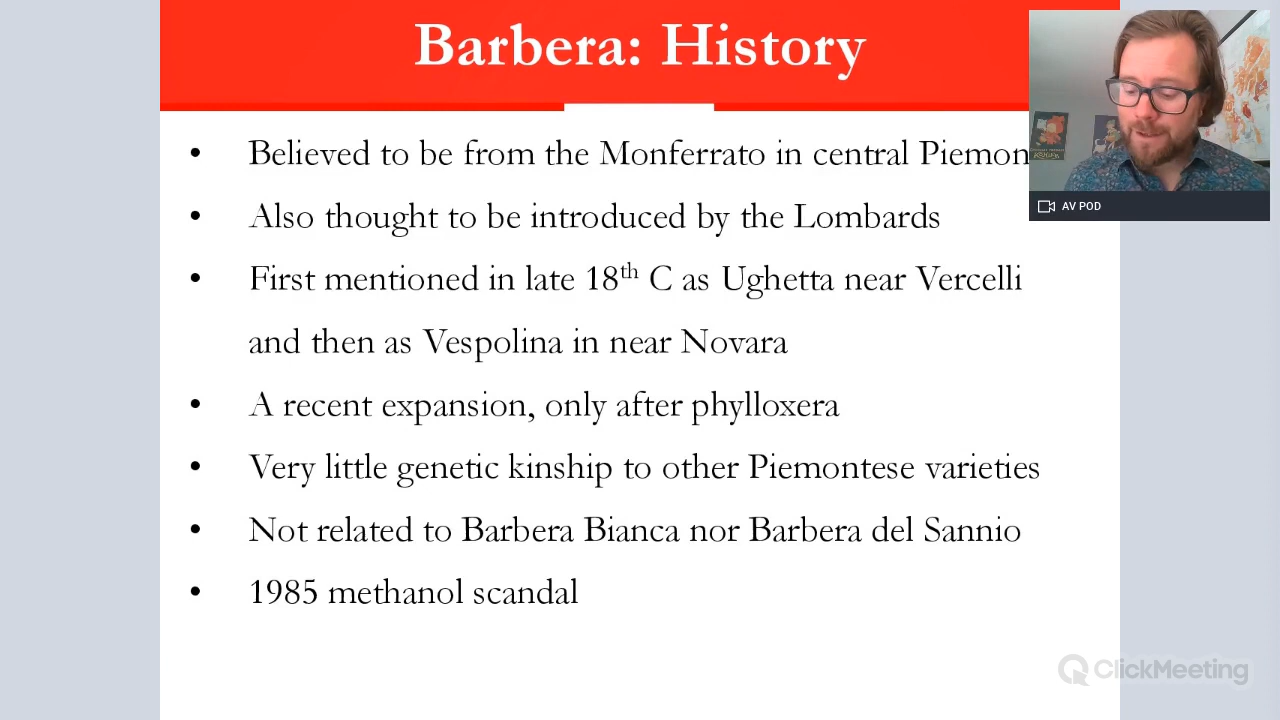 Barbera: History
• Believed to be from the Monferrato in central Piemon
• Also thought to be introduced by the Lombards
• First mentioned in late 18th C as Ughetta near Vercelli
and then as Vespolina in near Novara
• A recent expansion, only after phylloxera
• Very little genetic kinship to other Piemontese varieties
• Not related to Barbera Bianca nor Barbera del Sannio
• 1985 methanol scandal
AV POD
ClickMeeting